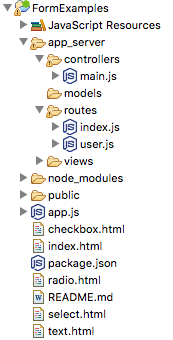 FormExamples
JavaScript Resources
app_server
controllers
main.js
models
routes
index.js
user.js
views
node_modules
public
app.js
checkbox.html
index.html
package.json
radio.html
README.md
select.html
text.html